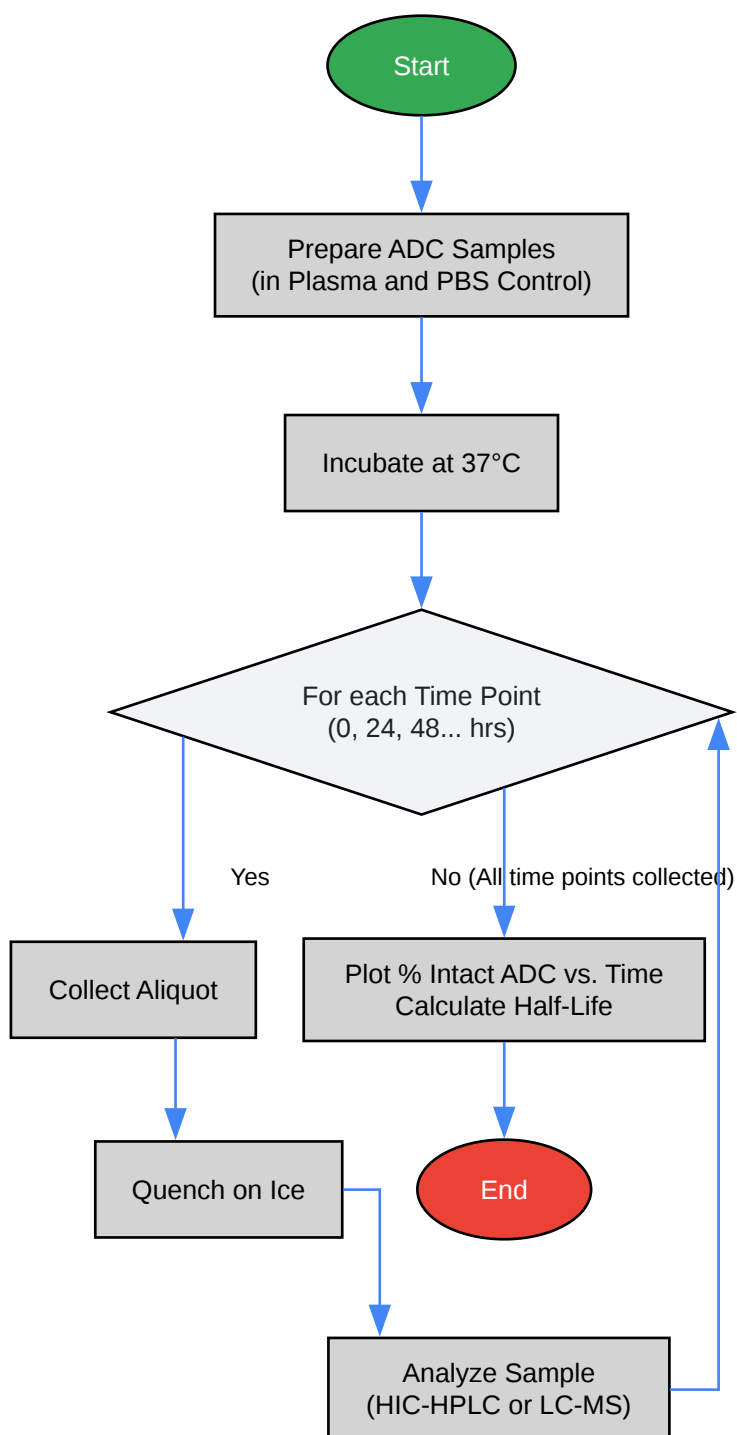 Start
Prepare ADC Samples
(in Plasma and PBS Control)
Incubate at 37°C
For each Time Point
(0, 24, 48... hrs)
Yes
No (All time points collected)
Collect Aliquot
Plot % Intact ADC vs. Time
Calculate Half-Life
Quench on Ice
End
Analyze Sample
(HIC-HPLC or LC-MS)